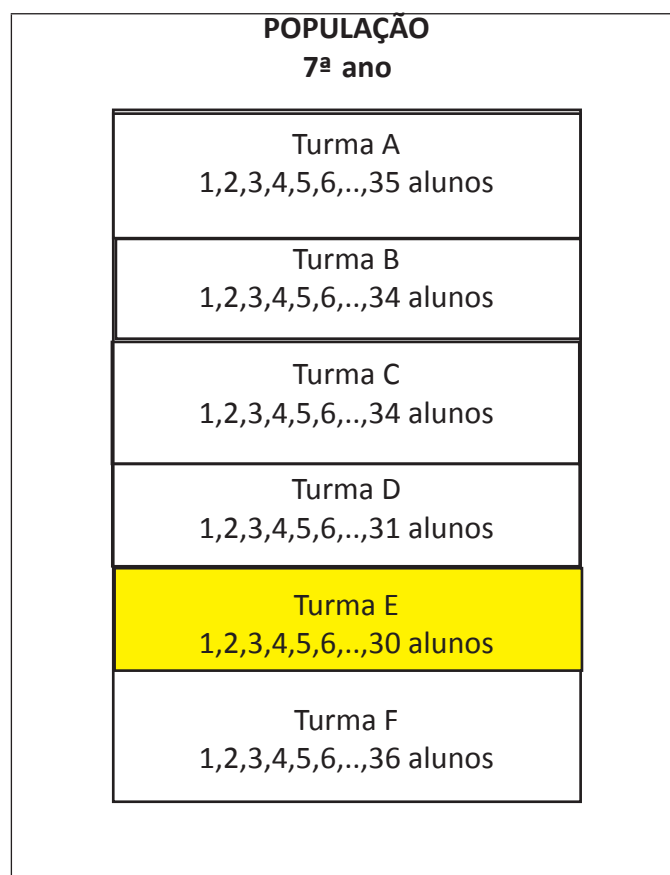 POPULAÇÃO
7ª ano
Turma A
1,2,3,4,5,6,..,35 alunos
Turma B
1,2,3,4,5,6,..,34 alunos
Turma C
1,2,3,4,5,6,..,34 alunos
Turma D
1,2,3,4,5,6,..,31 alunos
Turma E
1,2,3,4,5,6,..,30 alunos
Turma F
1,2,3,4,5,6,..,36 alunos